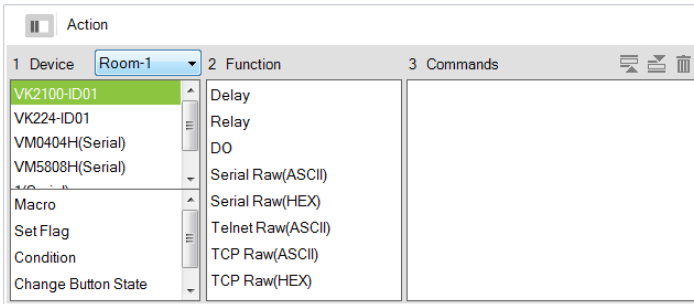 Action
1 Device Room-1 2 Function 3 Commands
VK2100-ID01
VK224-ID01
VM0404H(Serial)
VM5808H(Serial)
Macro
Set Flag
Condition
Change Button State
Delay
Relay
DO
Serial Raw(ASCII)
Serial Raw(HEX)
Telnet Raw(ASCII)
TCP Raw(ASCII)
TCP Raw(HEX)